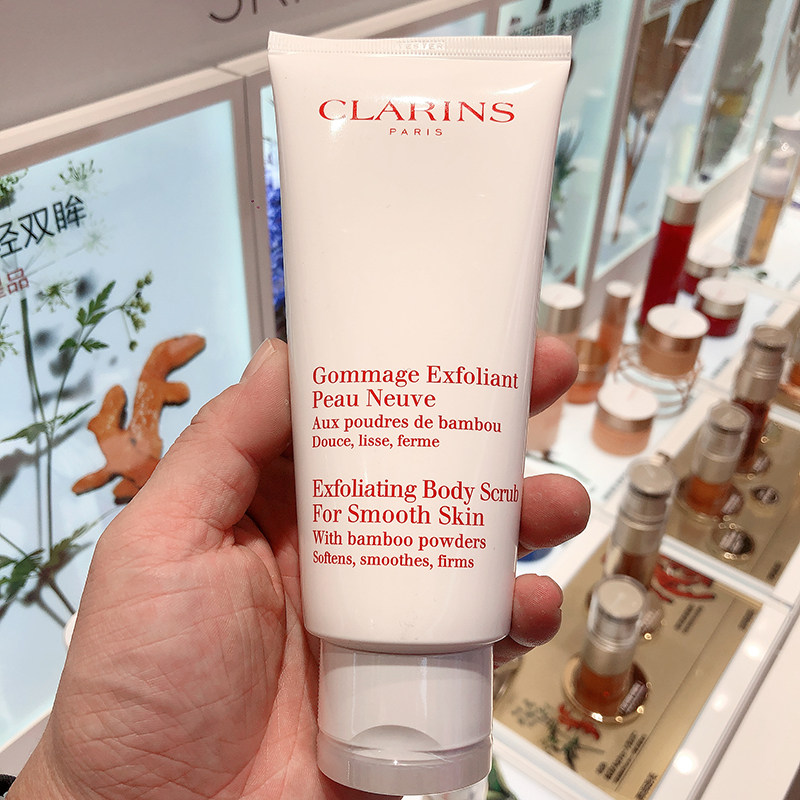 CLARINS
PARIS
Gommage Exfoliant
Peau Neuve
Aux poudres de bambou
Douce, lisse, ferme
Exfoliating Body Scrub
For Smooth Skin
With bamboo powders
Softens, smoothes, firms
双眸
品